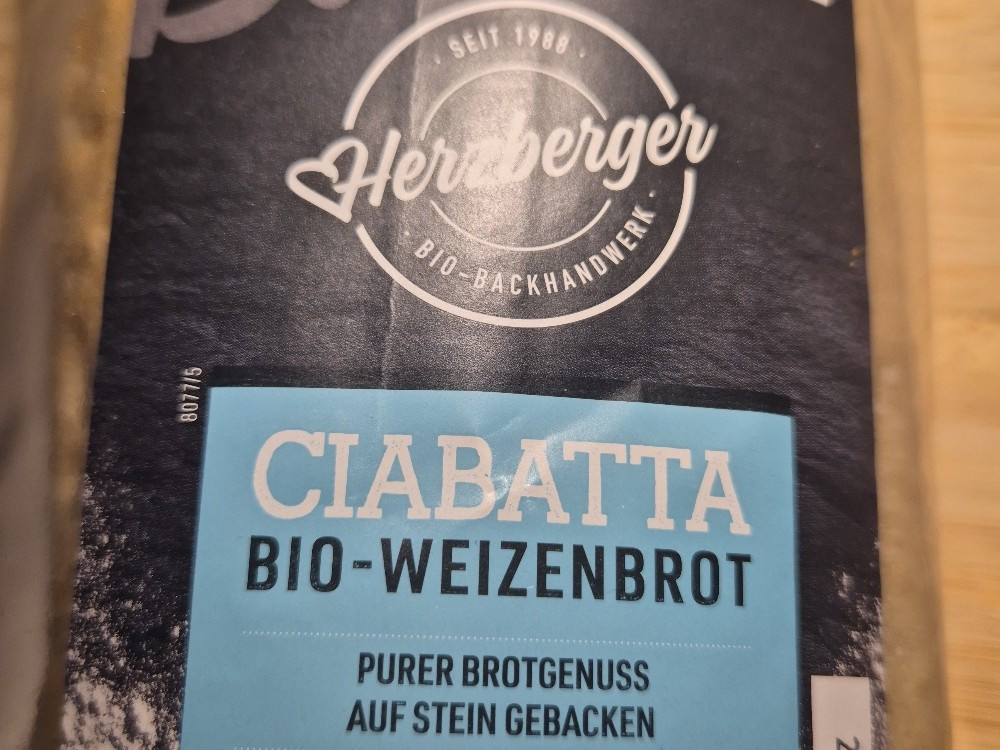 SEIT 1988
Herzberger
BIO-BACKHANDWERK
8077/5
CIABATTA
BIO-WEIZENBROT
PURER BROTGENUSS
AUF STEIN GEBACKEN